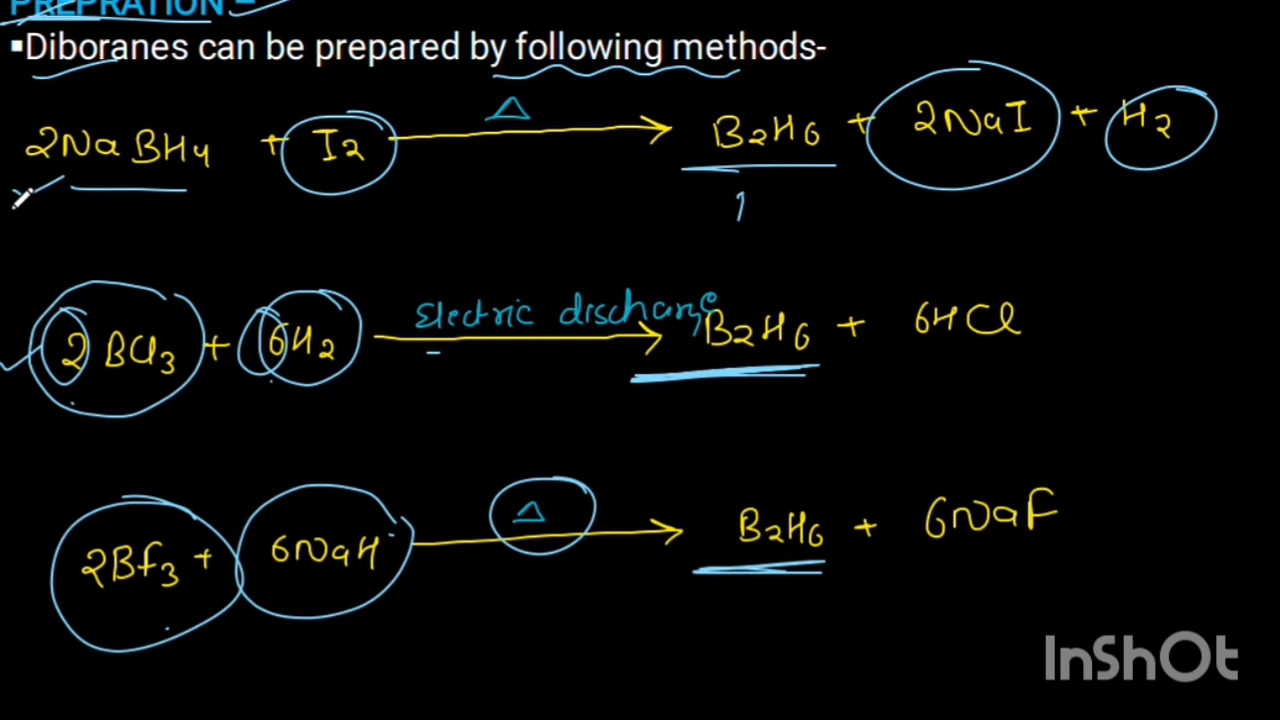 PREPRATION –
▪Diboranes can be prepared by following methods-
2NaBH4 + I2 Δ → B2H6 + 2NaI + H2
2BCl3 + 6H2 Electric discharge → B2H6 + 6HCl
2Bf3 + 6NaH Δ → B2H6 + 6NaF
InShOt